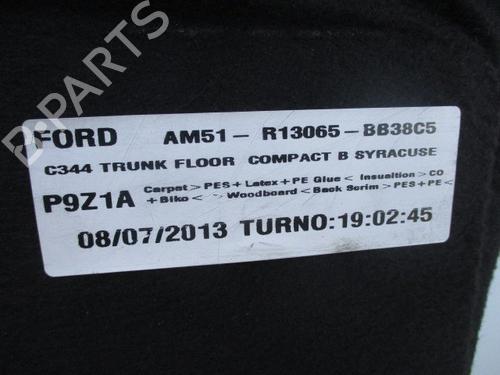 FORD AM51- R13065-BB38C5
C344 TRUNK FLOOR COMPACT B SYRACUSE
P9Z1A Carpet> PES+ Latex+PE Glue< Insualtion> CO
+ Biko< Woodboard< Back Scrim> PES+PE<
08/07/2013 TURNO:19:02:45
B-PARTS